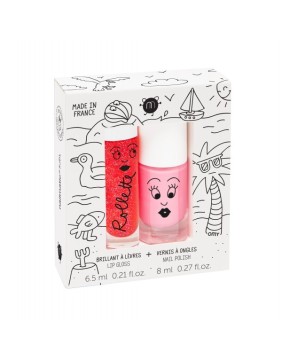 MADE IN
FRANCE
Rollette
BRILLANT À LÈVRES + VERNIS À ONGLES
LIP GLOSS NAIL POLISH
6.5 ml 0.21 fl.oz. 8 ml 0.27 fl.oz.